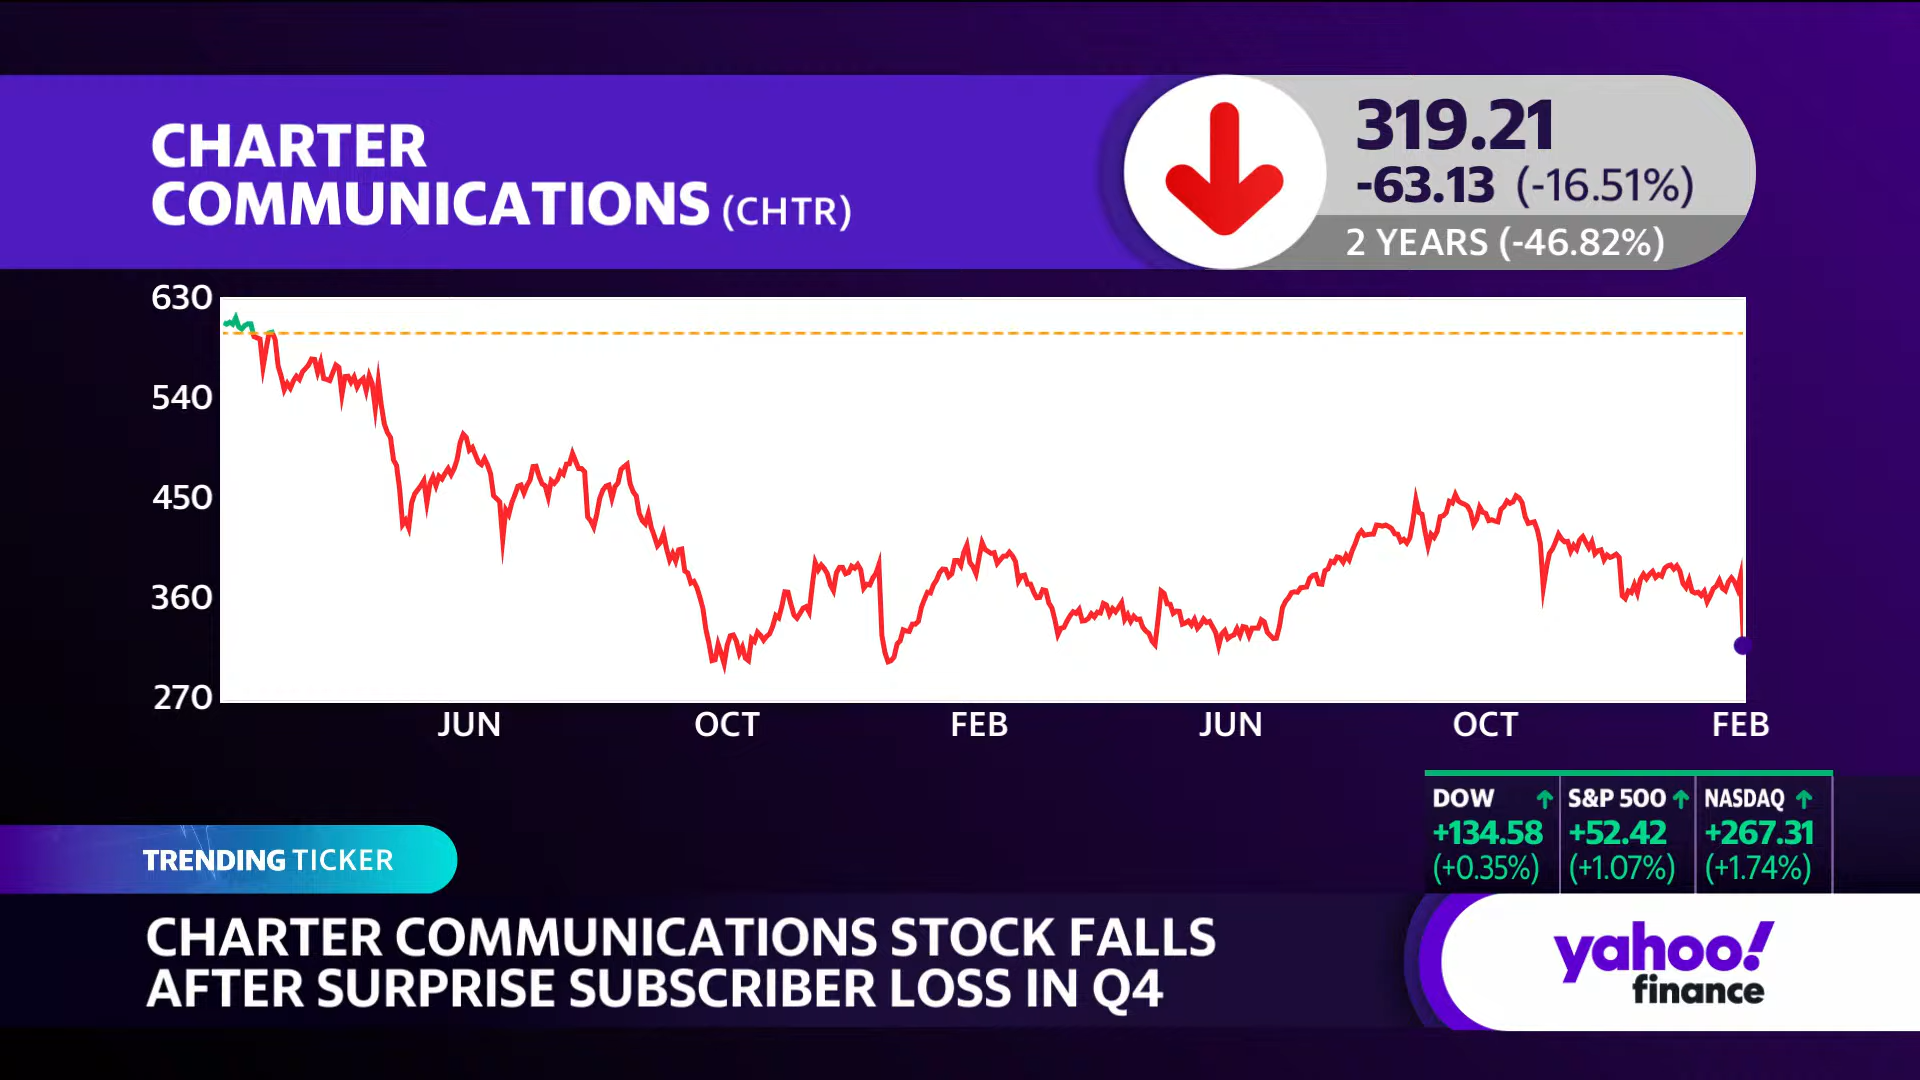 CHARTER
COMMUNICATIONS (CHTR)
319.21
-63.13 (-16.51%)
2 YEARS (-46.82%)
630
540
450
360
270
JUN OCT FEB JUN OCT FEB
DOW S&P 500 NASDAQ
+134.58 +52.42 +267.31
(+0.35%) (+1.07%) (+1.74%)
TRENDING TICKER
CHARTER COMMUNICATIONS STOCK FALLS
AFTER SURPRISE SUBSCRIBER LOSS IN Q4
yahoo!
finance